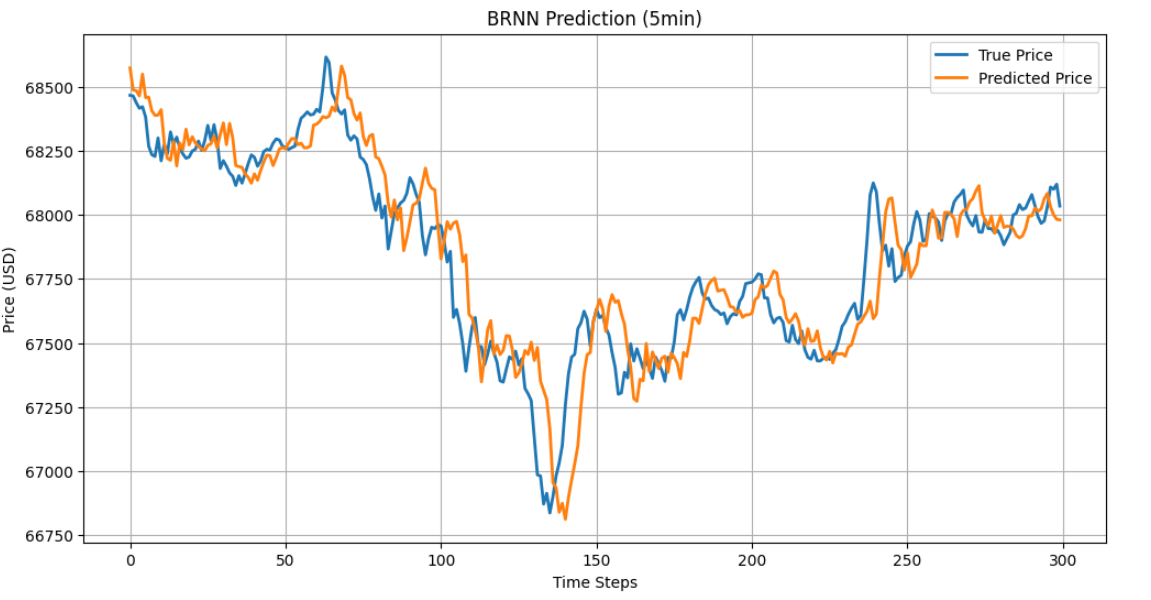 BRNN Prediction (5min)
True Price
Predicted Price
Price (USD)
68500
68250
68000
67750
67500
67250
67000
66750
0 50 100 150 200 250 300
Time Steps